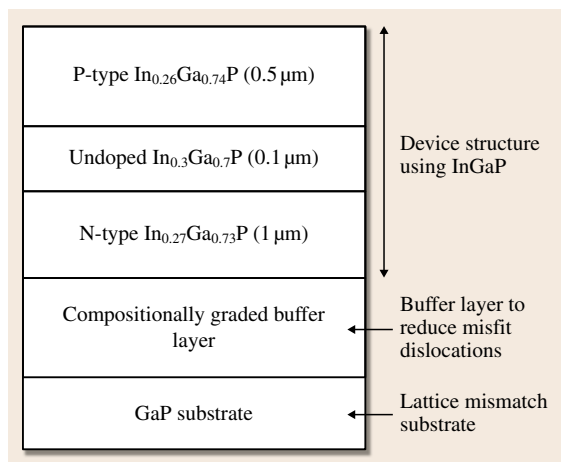 P-type In₀.₂₆Ga₀.₇₄P (0.5 µm)
Undoped In₀.₃Ga₀.₇P (0.1 µm)
N-type In₀.₂₇Ga₀.₇₃P (1 µm)
Compositionally graded buffer
layer
GaP substrate
Device structure
using InGaP
Buffer layer to
reduce misfit
dislocations
Lattice mismatch
substrate